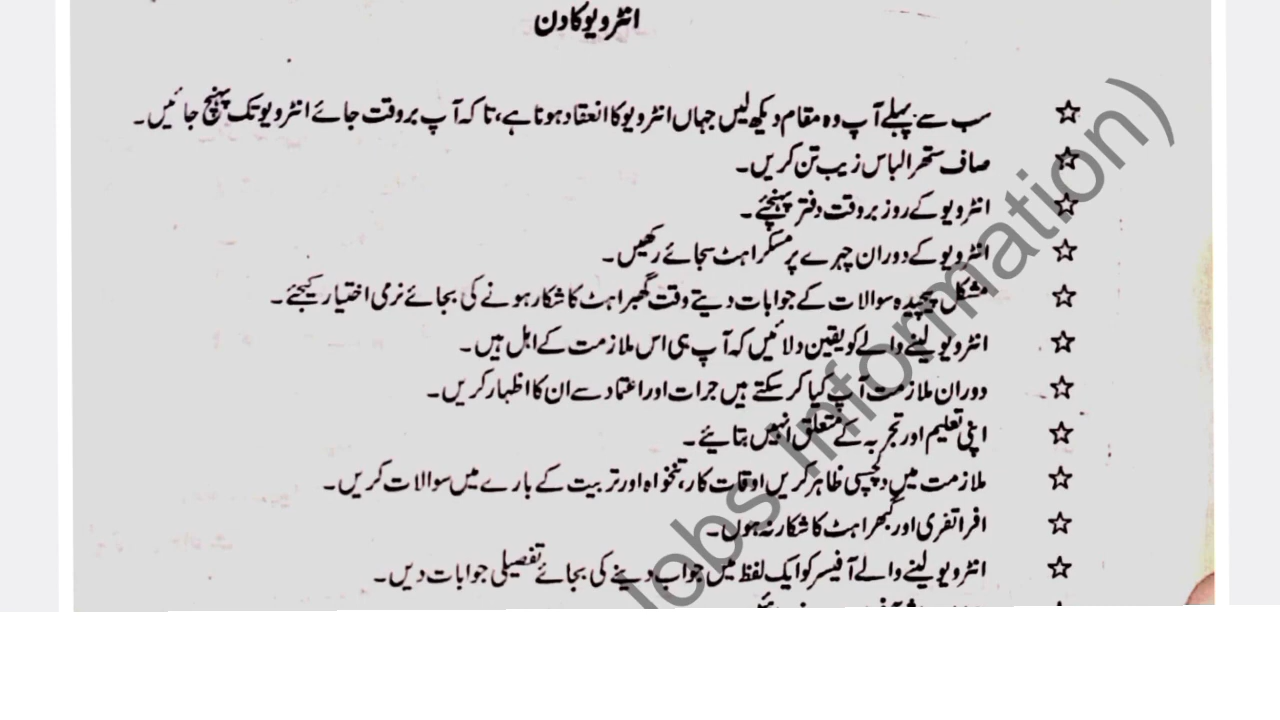 انٹرویو کا دن
☆ سب سے پہلے آپ وہ مقام دیکھ لیں جہاں انٹرویو کا انعقاد ہوتا ہے، تاکہ آپ بروقت جائے انٹرویو تک پہنچ جائیں۔
☆ صاف ستھرا لباس زیب تن کریں۔
☆ انٹرویو کے روز بروقت دفتر پہنچئے۔
☆ انٹرویو کے دوران چہرے پر مسکراہٹ سجائے رکھیں۔
☆ مشکل پیچیدہ سوالات کے جوابات دیتے وقت گھبراہٹ کا شکار ہونے کی بجائے نرمی اختیار کیجئے۔
☆ انٹرویو لینے والے کو یقین دلائیں کہ آپ ہی اس ملازمت کے اہل ہیں۔
☆ دوران ملازمت آپ کیا کر سکتے ہیں جرات اور اعتماد سے ان کا اظہار کریں۔
☆ اپنی تعلیم اور تجربہ کے متعلق انہیں بتائیے۔
☆ ملازمت میں دلچسپی ظاہر کریں اوقات کار، تنخواہ اور تربیت کے بارے میں سوالات کریں۔
☆ افراتفری اور گھبراہٹ کا شکار نہ ہوں۔
☆ انٹرویو لینے والے آفیسر کو ایک لفظ میں جواب دینے کی بجائے تفصیلی جوابات دیں۔
Jobs Information)